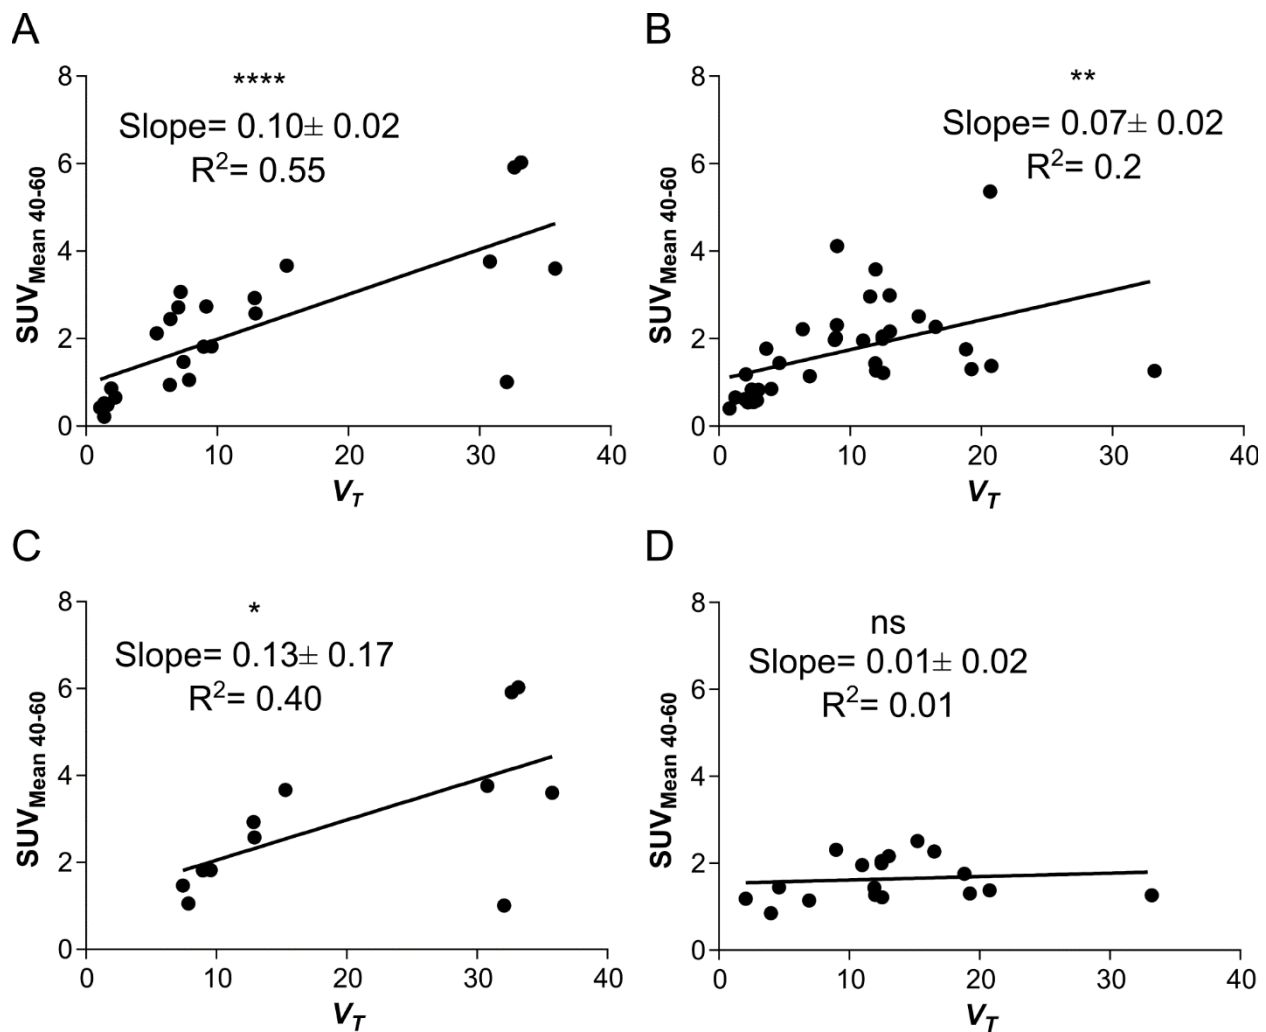 A
****
Slope= 0.10± 0.02
R²= 0.55
SUVMean 40-60
8
6
4
2
0
0 10 20 30 40
VT
B
**
Slope= 0.07± 0.02
R²= 0.2
SUVMean 40-60
8
6
4
2
0
0 10 20 30 40
VT
C
*
Slope= 0.13± 0.17
R²= 0.40
SUVMean 40-60
8
6
4
2
0
0 10 20 30 40
VT
D
ns
Slope= 0.01± 0.02
R²= 0.01
SUVMean 40-60
8
6
4
2
0
0 10 20 30 40
VT